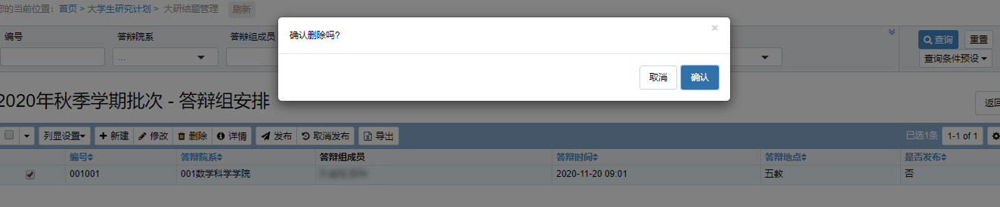 您的当前位置: 首页 > 大学生研究计划 > 大研结题管理 刷新
确认删除吗? ×
编号 答辩院系 答辩组成员
... 查询 重置
查询条件预设
取消 确认
2020年秋季学期批次 - 答辩组安排
返回
列显设置 新建 修改 删除 详情 发布 取消发布 导出 已选1条 1-1 of 1
编号 答辩院系 答辩组成员 答辩时间 答辩地点 是否发布
001001 001数学科学学院 2020-11-20 09:01 五教 否